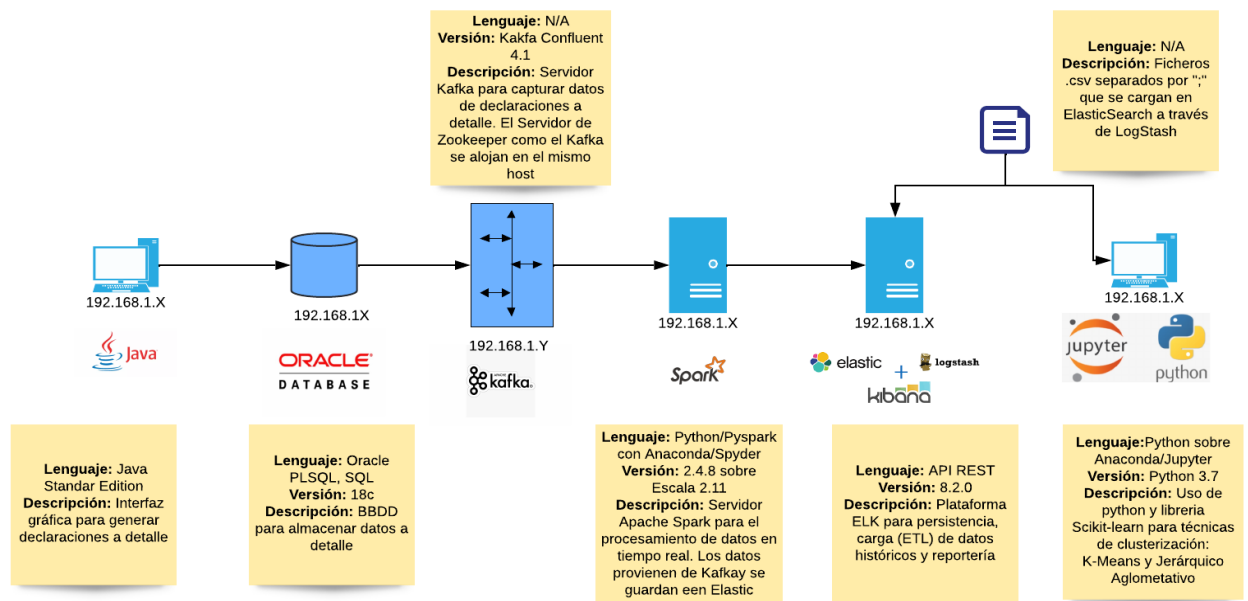 Lenguaje: N/A
Versión: Kakfa Confluent
4.1
Descripción: Servidor
Kafka para capturar datos
de declaraciones a
detalle. El Servidor de
Zookeeper como el Kafka
se alojan en el mismo
host
Lenguaje: N/A
Descripción: Ficheros
.csv separados por ";"
que se cargan en
ElasticSearch a través
de LogStash
192.168.1.X
192.168.1X
192.168.1.Y
192.168.1.X
192.168.1.X
192.168.1.X
Java
ORACLE
DATABASE
APACHE
kafka
Spark
elastic
+
logstash
kibana
jupyter
python
Lenguaje: Java
Standar Edition
Descripción: Interfaz
gráfica para generar
declaraciones a detalle
Lenguaje: Oracle
PLSQL, SQL
Versión: 18c
Descripción: BBDD
para almacenar datos a
detalle
Lenguaje: Python/Pyspark
con Anaconda/Spyder
Versión: 2.4.8 sobre
Escala 2.11
Descripción: Servidor
Apache Spark para el
procesamiento de datos en
tiempo real. Los datos
provienen de Kafkay se
guardan een Elastic
Lenguaje: API REST
Versión: 8.2.0
Descripción: Plataforma
ELK para persistencia,
carga (ETL) de datos
históricos y reportería
Lenguaje:Python sobre
Anaconda/Jupyter
Versión: Python 3.7
Descripción: Uso de
python y libreria
Scikit-learn para técnicas
de clusterización:
K-Means y Jerárquico
Aglometativo